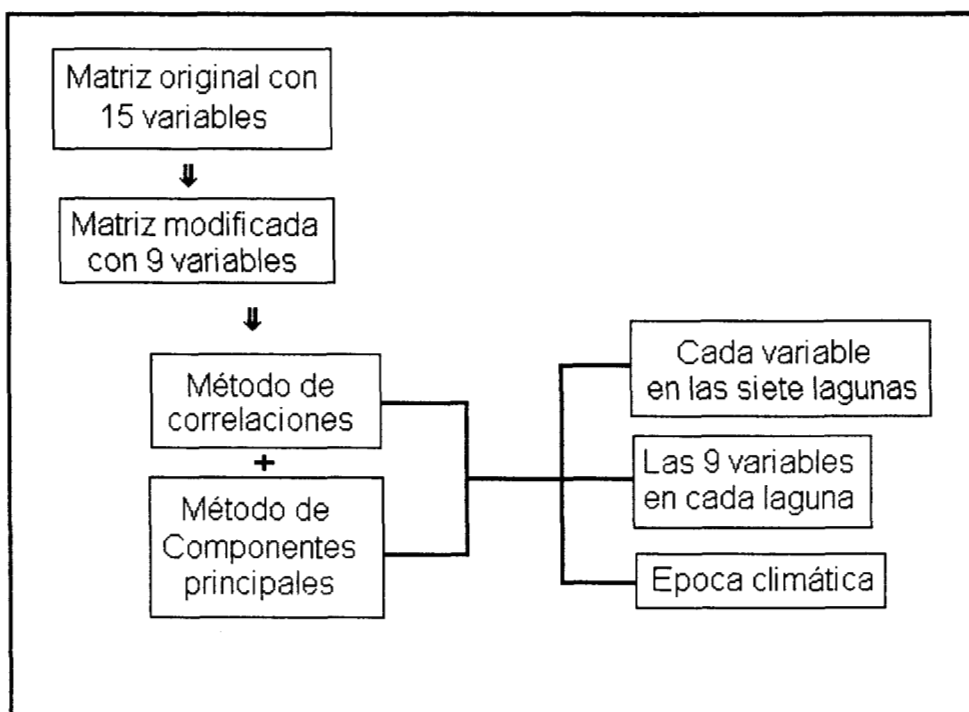 Matriz original con
15 variables
⇓
Matriz modificada
con 9 variables
⇓
Método de
correlaciones
+
Método de
Componentes
principales
Cada variable
en las siete lagunas
Las 9 variables
en cada laguna
Epoca climática